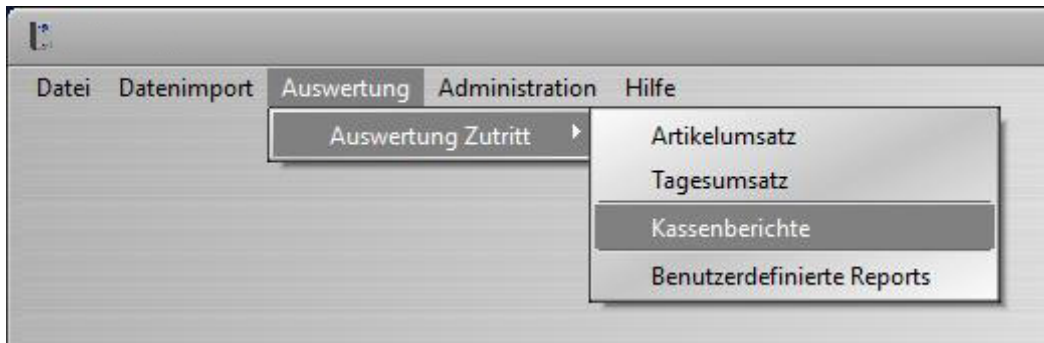 Datei Datenimport Auswertung Administration Hilfe
Auswertung Zutritt
Artikelumsatz
Tagesumsatz
Kassenberichte
Benutzerdefinierte Reports